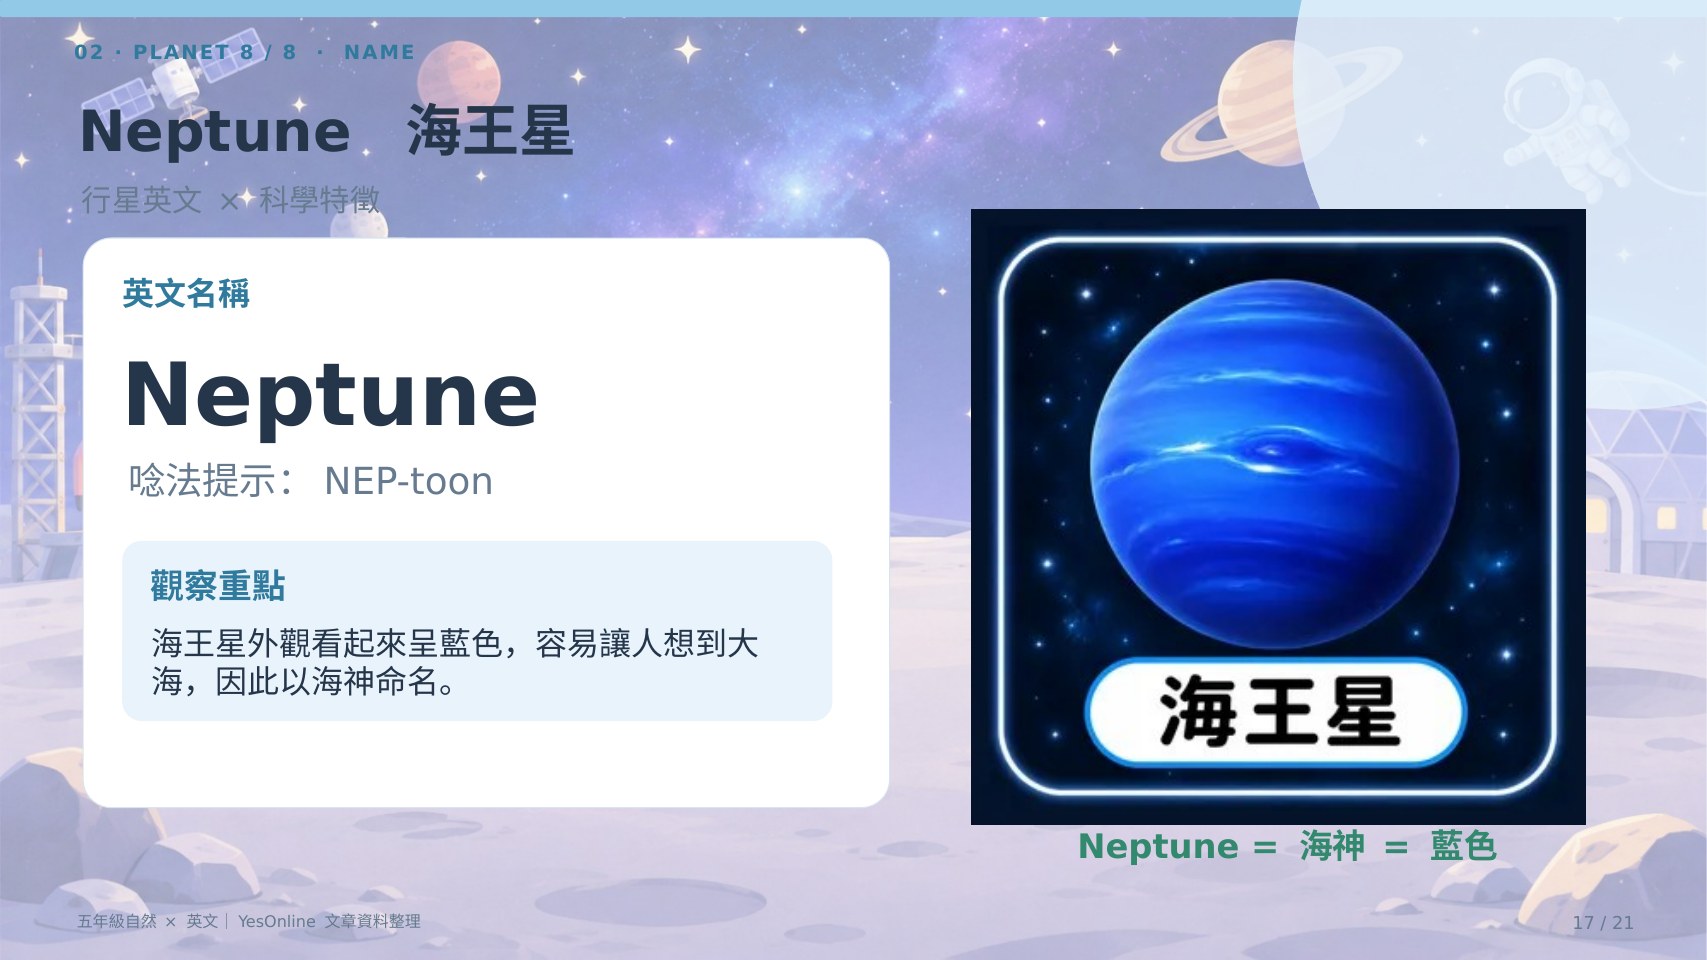 02 · PLANET 8 / 8 · NAME
Neptune 海王星
行星英文 × 科學特徵
英文名稱
Neptune
唸法提示： NEP-toon
觀察重點
海王星外觀看起來呈藍色，容易讓人想到大
海，因此以海神命名。
海王星
Neptune = 海神 = 藍色
五年級自然 × 英文｜YesOnline 文章資料整理
17 / 21